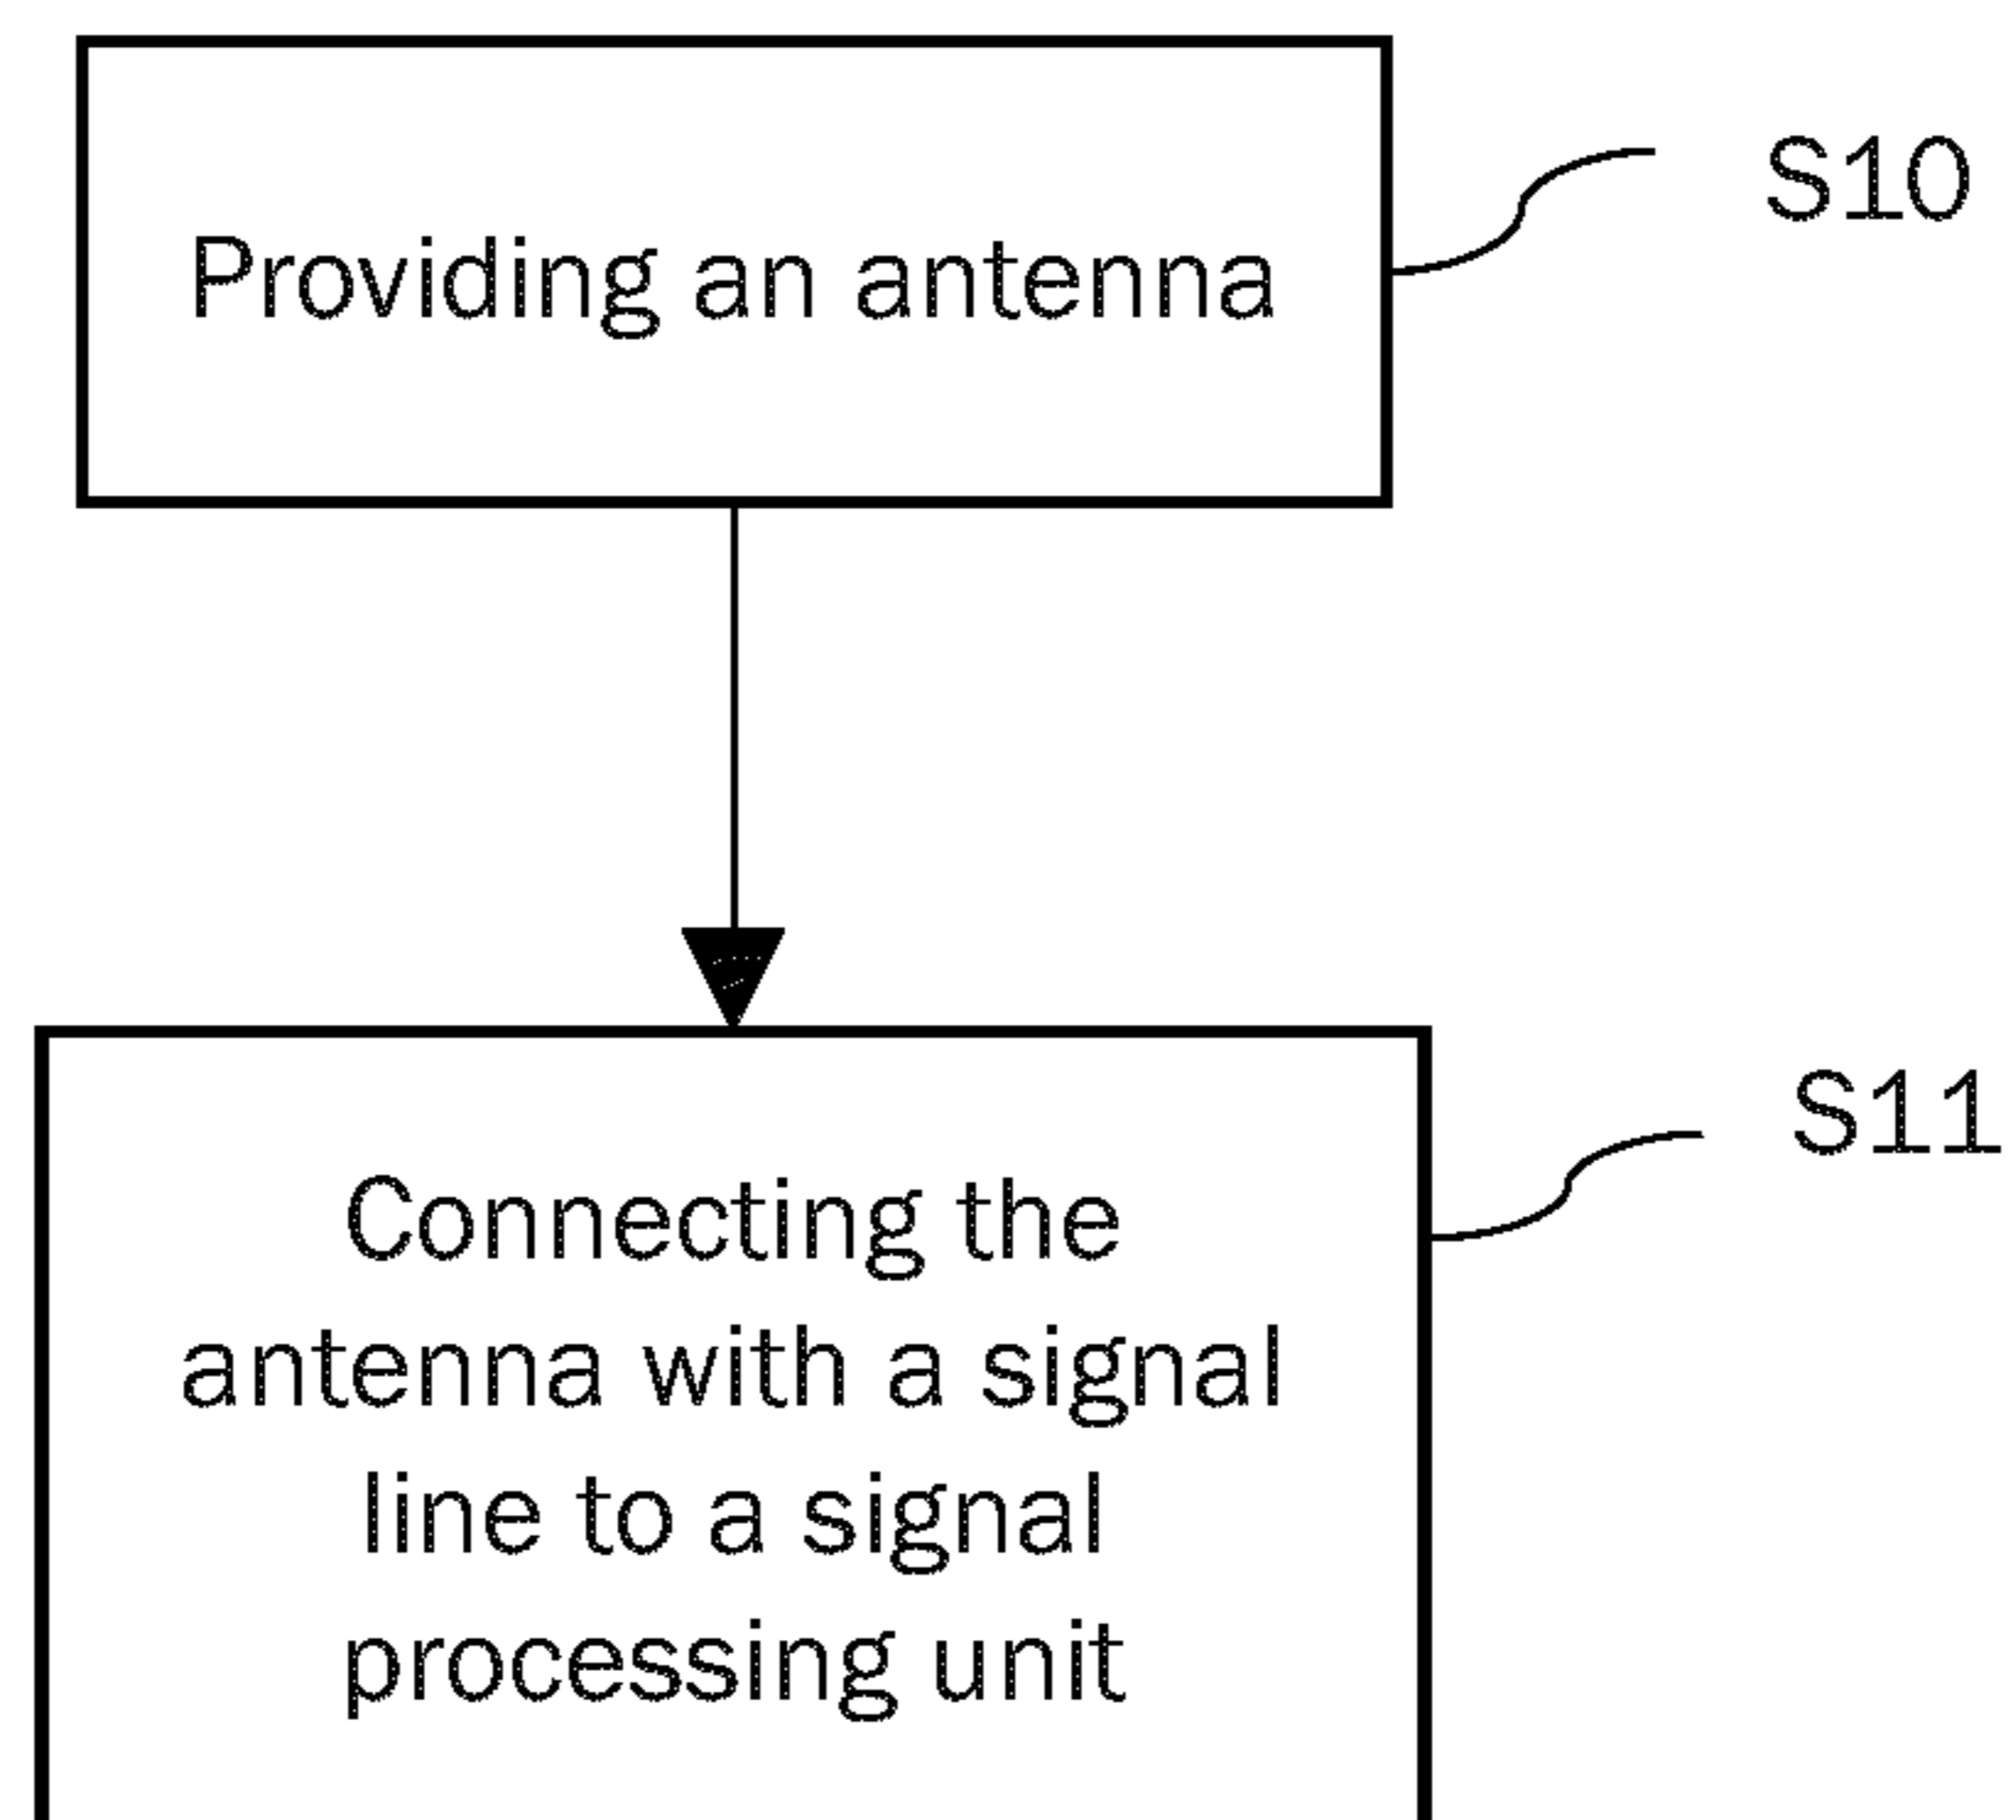 Providing an antenna
S10
S11
Connecting the
antenna with a signal
line to a signal
processing unit